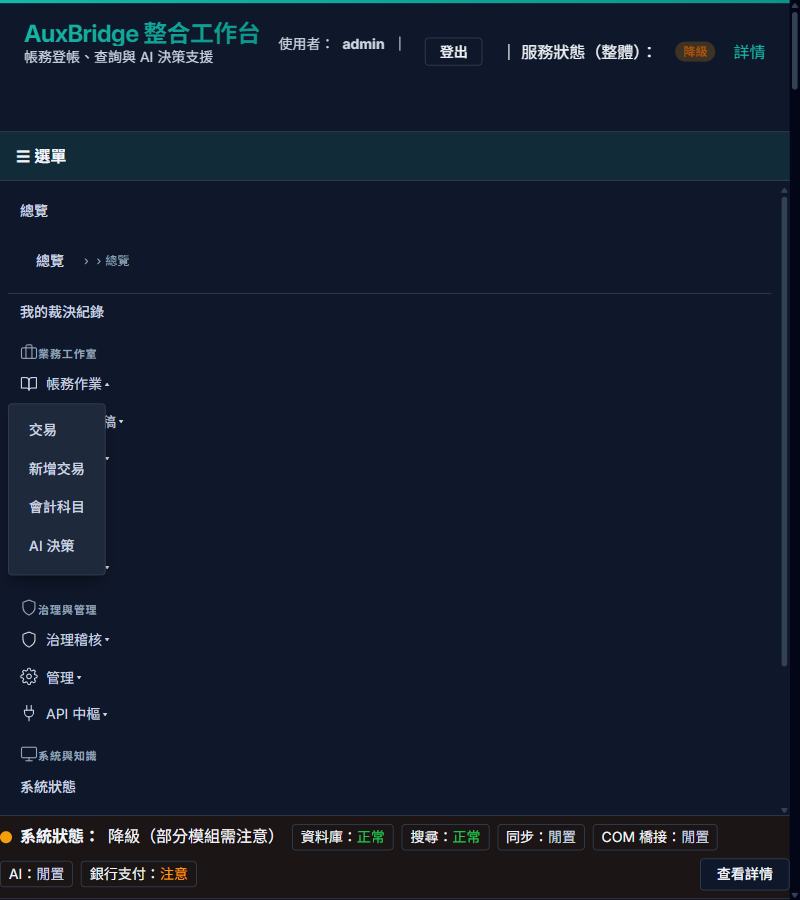 AuxBridge 整合工作台
帳務登帳、查詢與 AI 決策支援
使用者： admin |
登出
| 服務狀態（整體）：
降級
詳情
☰ 選單
總覽
總覽 › › 總覽
我的裁決紀錄
業務工作室
帳務作業
稿
交易
新增交易
會計科目
AI 決策
治理與管理
治理稽核
管理
API 中樞
系統與知識
系統狀態
系統狀態： 降級（部分模組需注意） 資料庫：正常 搜尋：正常 同步：閒置 COM 橋接：閒置
AI：閒置 銀行支付：注意 查看詳情